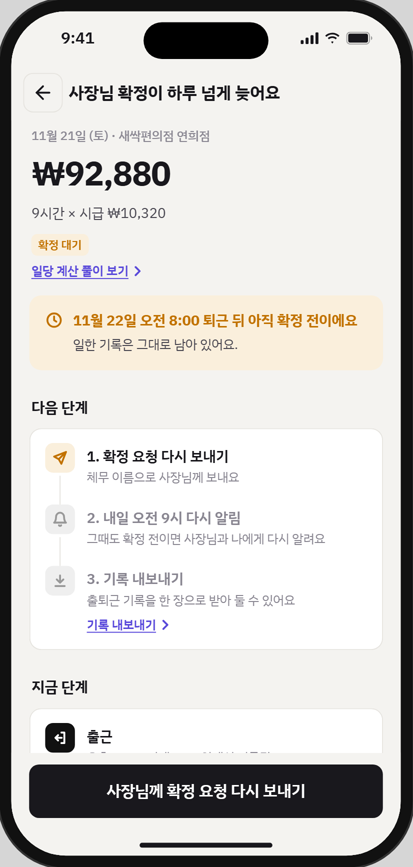 9:41
사장님 확정이 하루 넘게 늦어요
11월 21일 (토) · 새싹편의점 연희점
₩92,880
9시간 × 시급 ₩10,320
확정 대기
일당 계산 풀이 보기
11월 22일 오전 8:00 퇴근 뒤 아직 확정 전이에요
일한 기록은 그대로 남아 있어요.
다음 단계
1. 확정 요청 다시 보내기
체무 이름으로 사장님께 보내요
2. 내일 오전 9시 다시 알림
그때도 확정 전이면 사장님과 나에게 다시 알려요
3. 기록 내보내기
출퇴근 기록을 한 장으로 받아 둘 수 있어요
기록 내보내기
지금 단계
출근
사장님께 확정 요청 다시 보내기